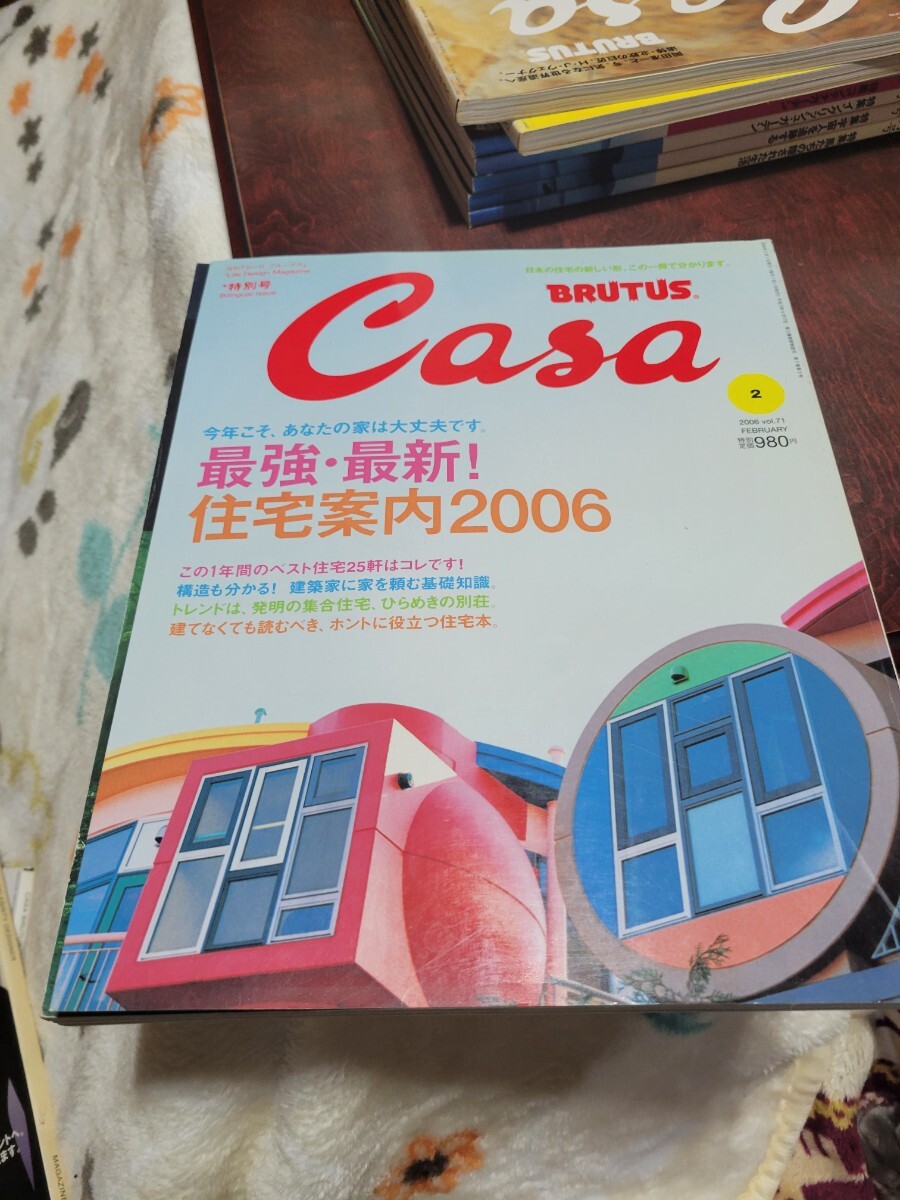 BRUTUS
Casa
特別号
Life Design Magazine
Bilingual Issue
日本の住宅の新しい形、この一冊で分かります。
BRUTUS
Casa
2
2006 vol.71
FEBRUARY
特別定価980円
今年こそ、あなたの家は大丈夫です。
最強・最新!
住宅案内2006
この1年間のベスト住宅25軒はコレです!
構造も分かる! 建築家に家を頼む基礎知識。
トレンドは、発明の集合住宅、ひらめきの別荘。
建てなくても読むべき、ホントに役立つ住宅本。
MAGAZINE